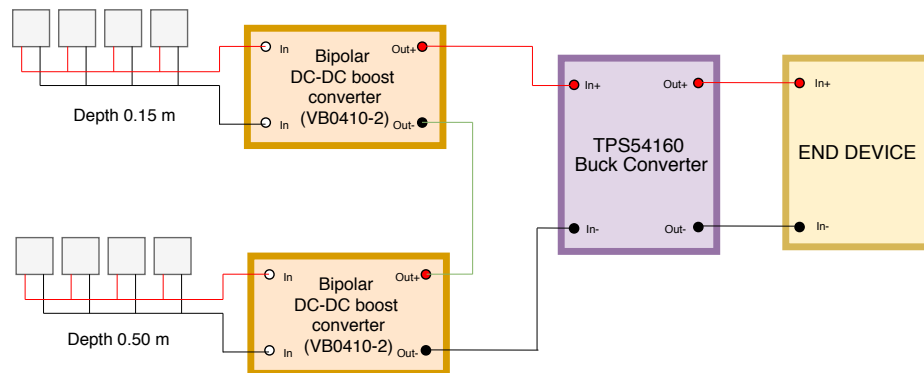 In
Bipolar
DC-DC boost
converter
(VB0410-2)
Out+
In
Out-
Depth 0.15 m
In+
Out+
In+
TPS54160
Buck Converter
END DEVICE
In-
Out-
In-
In
Bipolar
DC-DC boost
converter
(VB0410-2)
Out+
In
Out-
Depth 0.50 m